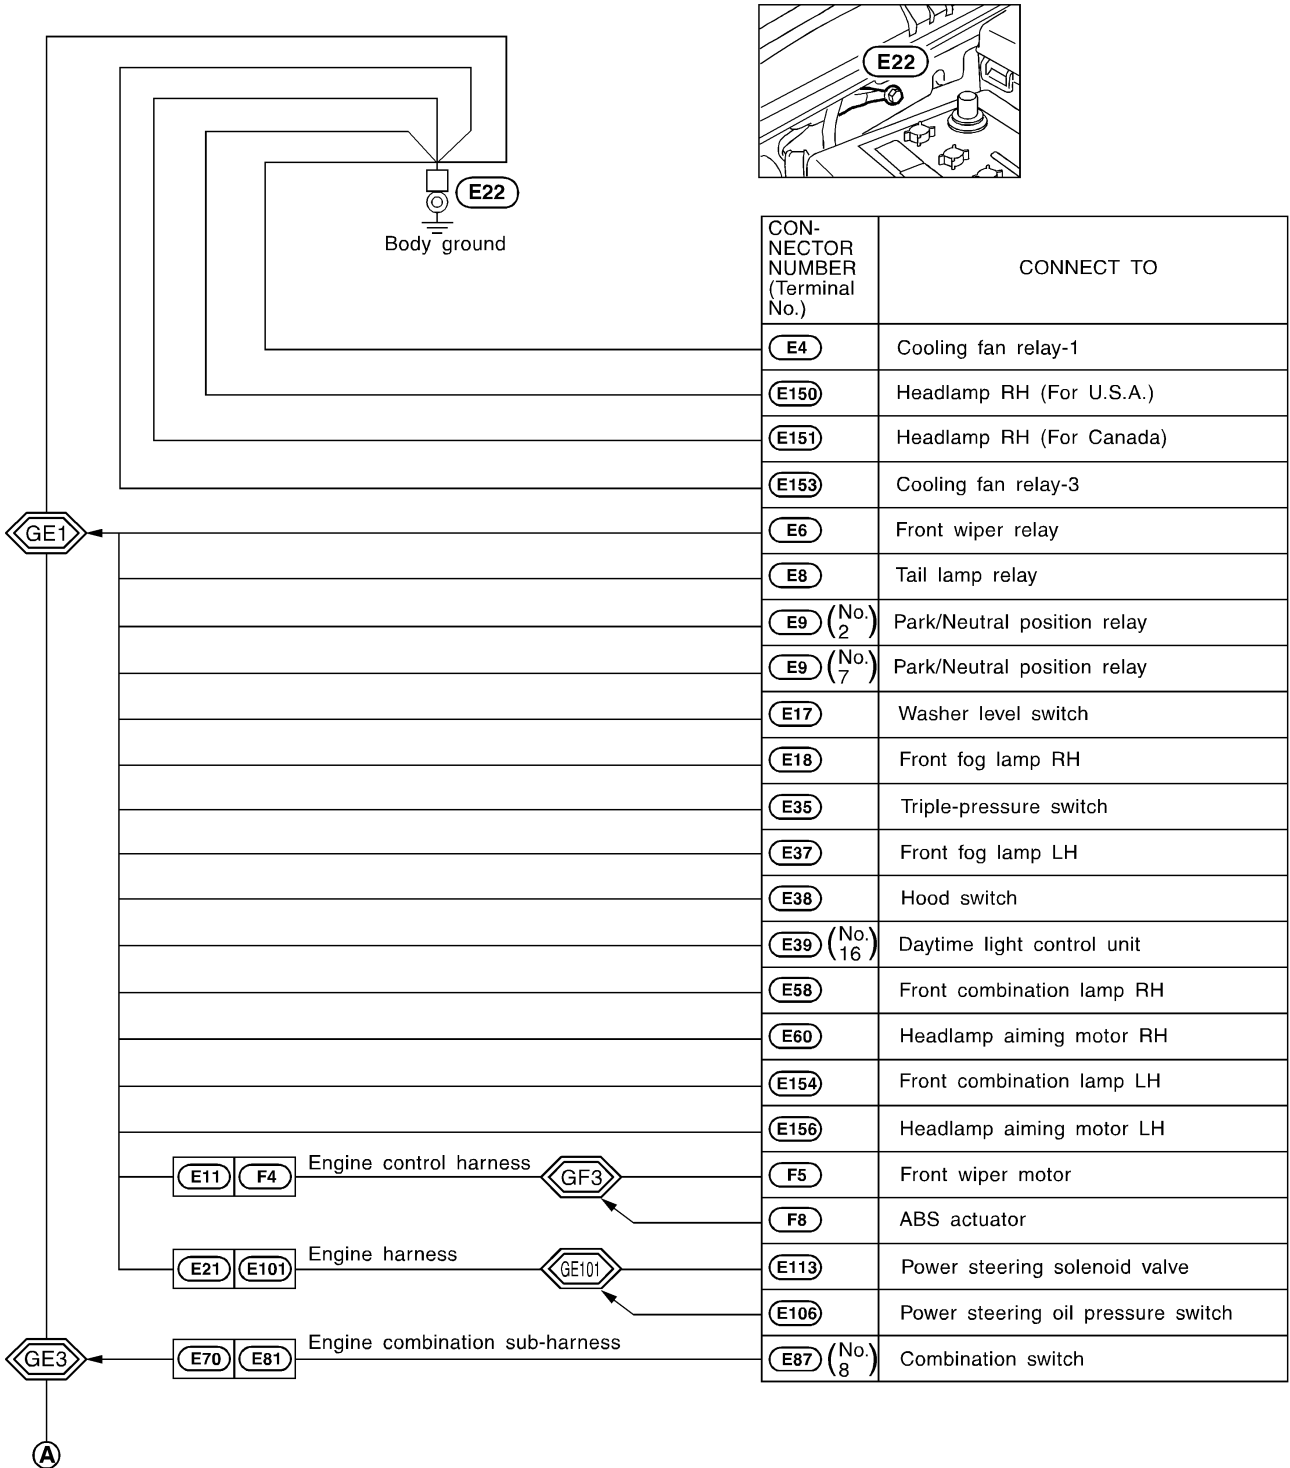 E22
E22
Body ground
CON-
NECTOR
NUMBER
(Terminal
No.)
CONNECT TO
E4 Cooling fan relay-1
E150 Headlamp RH (For U.S.A.)
E151 Headlamp RH (For Canada)
E153 Cooling fan relay-3
GE1 E6 Front wiper relay
E8 Tail lamp relay
E9 (No. 2) Park/Neutral position relay
E9 (No. 7) Park/Neutral position relay
E17 Washer level switch
E18 Front fog lamp RH
E35 Triple-pressure switch
E37 Front fog lamp LH
E38 Hood switch
E39 (No. 16) Daytime light control unit
E58 Front combination lamp RH
E60 Headlamp aiming motor RH
E154 Front combination lamp LH
E156 Headlamp aiming motor LH
E11 F4 Engine control harness GF3 F5 Front wiper motor
F8 ABS actuator
E21 E101 Engine harness GE101 E113 Power steering solenoid valve
E106 Power steering oil pressure switch
GE3 E70 E81 Engine combination sub-harness E87 (No. 8) Combination switch
A